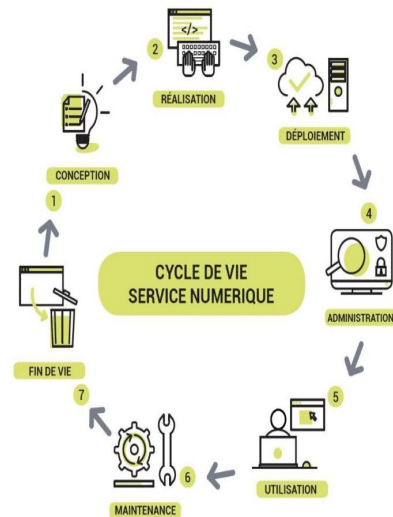 CYCLE DE VIE
SERVICE NUMERIQUE
1
CONCEPTION
2
</>
RÉALISATION
3
DÉPLOIEMENT
4
ADMINISTRATION
5
UTILISATION
6
MAINTENANCE
7
FIN DE VIE